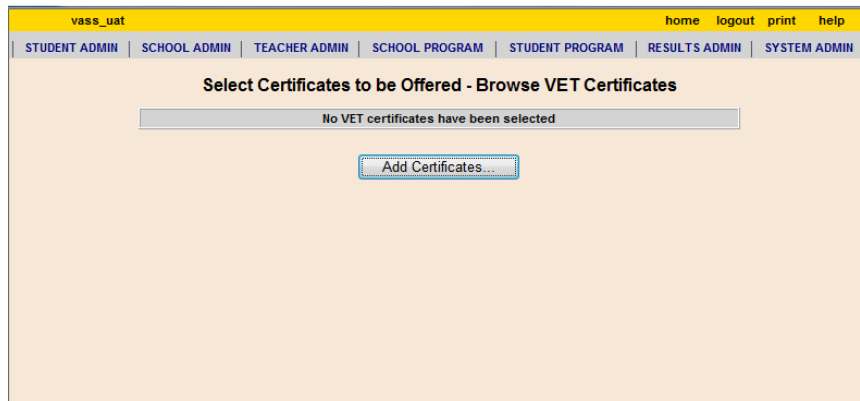 vass_uat home logout print help
STUDENT ADMIN | SCHOOL ADMIN | TEACHER ADMIN | SCHOOL PROGRAM | STUDENT PROGRAM | RESULTS ADMIN | SYSTEM ADMIN
Select Certificates to be Offered - Browse VET Certificates
No VET certificates have been selected
Add Certificates...